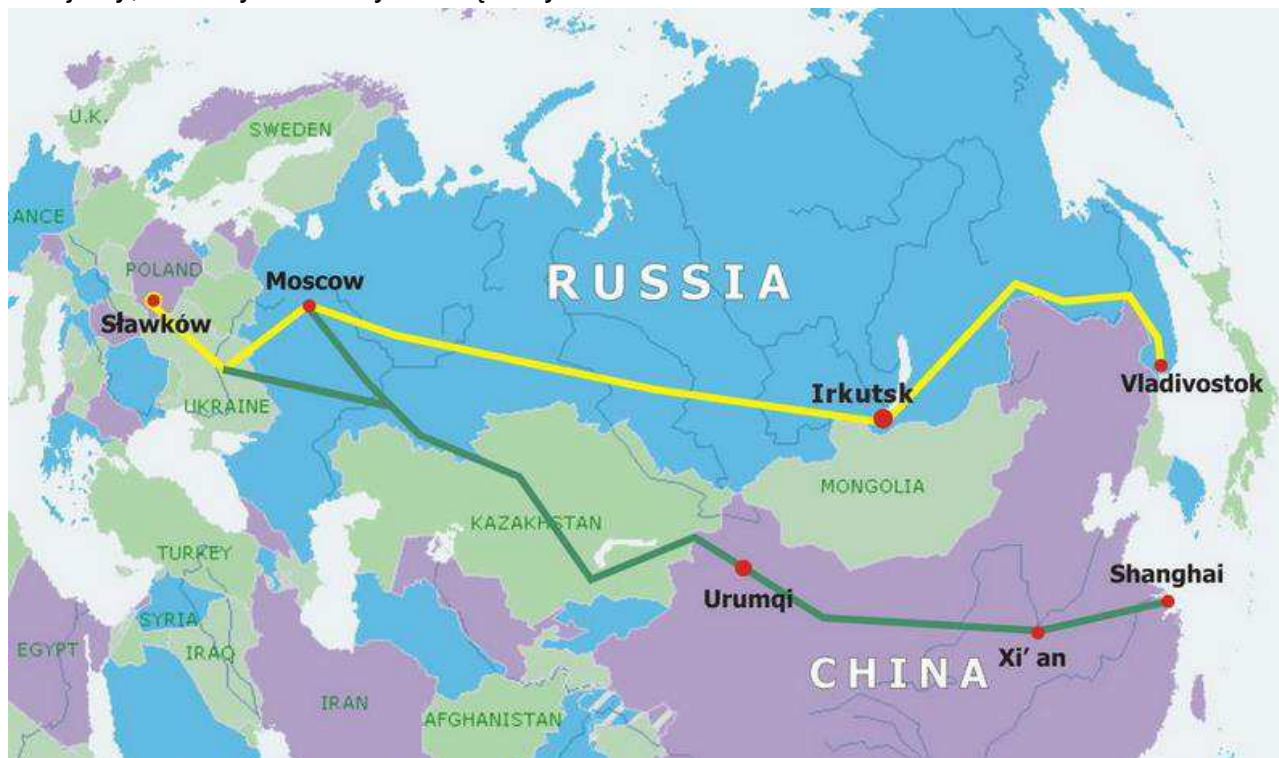 U.K.
SWEDEN
RANCE
POLAND
Moscow
RUSSIA
Sławków
Irkutsk
Vladivostok
UKRAINE
MONGOLIA
KAZAKHSTAN
TURKEY
Urumqi
Shanghai
SYRIA
EGYPT
IRAQ
Xi’ an
CHINA
IRAN
AFGHANISTAN